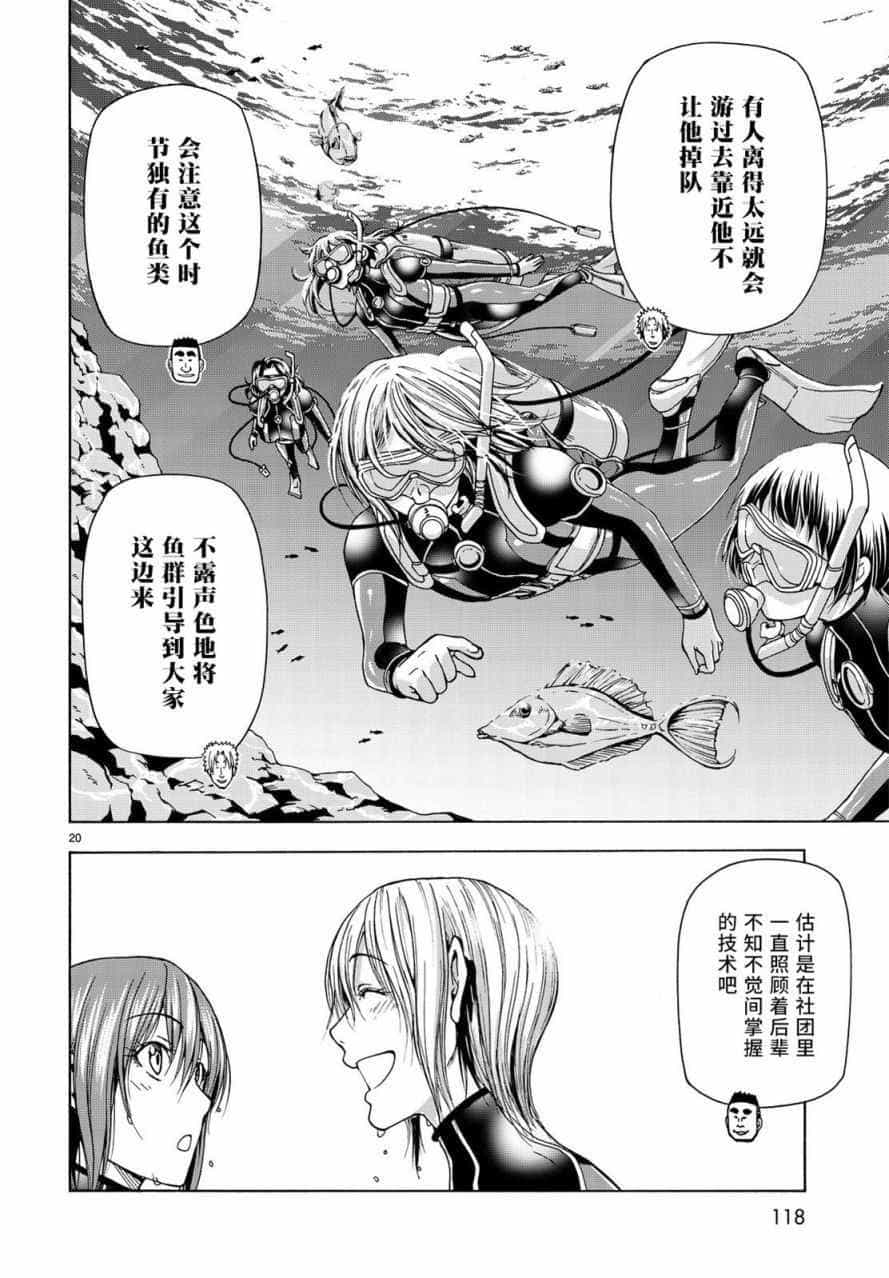 有人离得太远就会
游过去靠近他不
让他掉队
会注意这个时
节独有的鱼类
不露声色地将
鱼群引导到大家
这边来
20
估计是在社团里
一直照顾着后辈
不知不觉间掌握
的技术吧
118